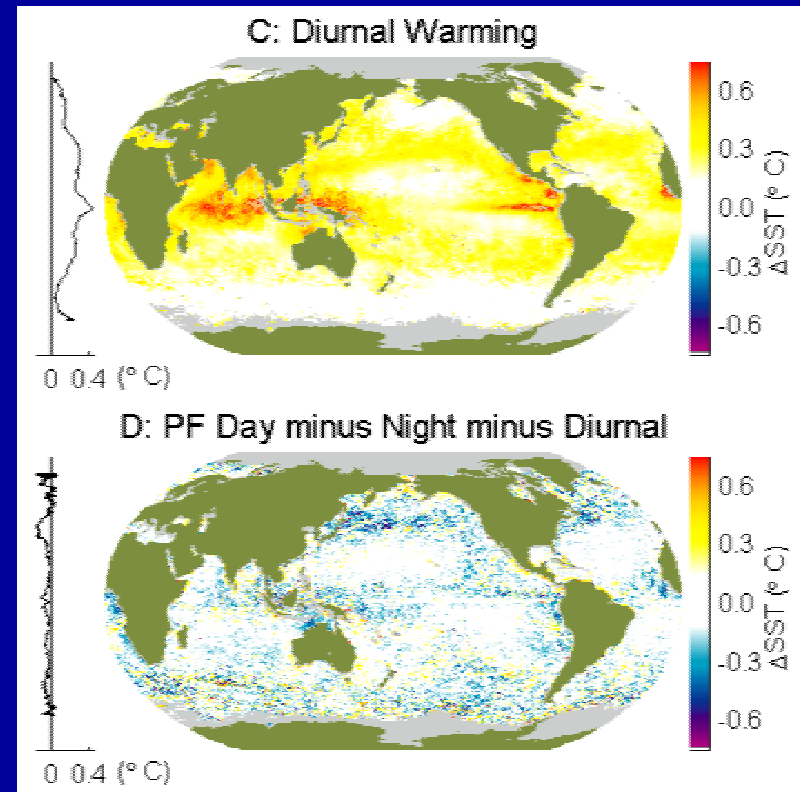 C: Diurnal Warming
0.6
0.3
0.0
-0.3
-0.6
ΔSST (° C)
0 0.4 (° C)
D: PF Day minus Night minus Diurnal
0.6
0.3
0.0
-0.3
-0.6
ΔSST (° C)
0 0.4 (° C)